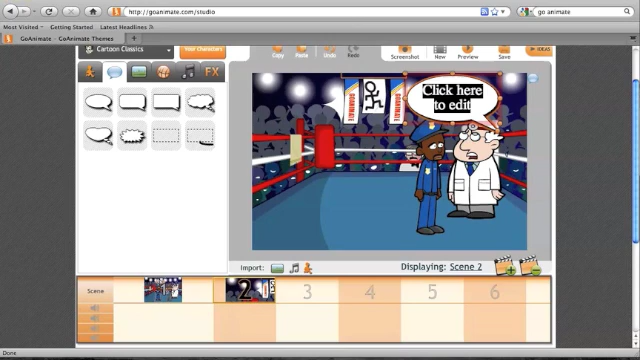 http://goanimate.com/studio
go animate
Most Visited
Getting Started
Latest Headlines
GoAnimate - GoAnimate Themes
Cartoon Classics
Your Characters
Copy
Paste
Undo
Redo
Screenshot
New
Preview
Save
IDEAS
FX
GOANIMATE
GOANIMATE
Click here
to edit
Import:
Displaying: Scene 2
Scene
2
3
4
5
6
Done